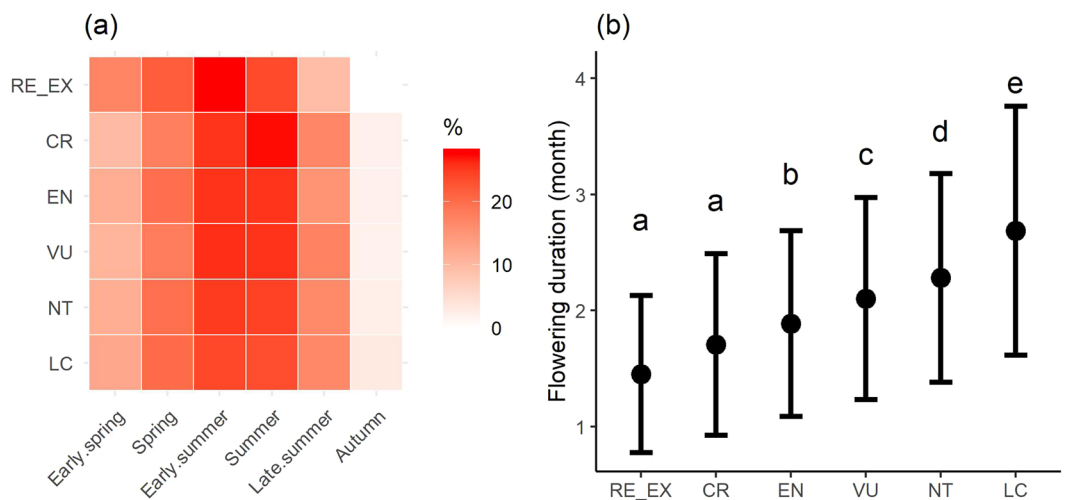 (a)
RE_EX
CR
EN
VU
NT
LC
Early.spring
Spring
Early.summer
Summer
Late.summer
Autumn
%
20
10
0
(b)
Flowering duration (month)
4
3
2
1
a
a
b
c
d
e
RE_EX
CR
EN
VU
NT
LC